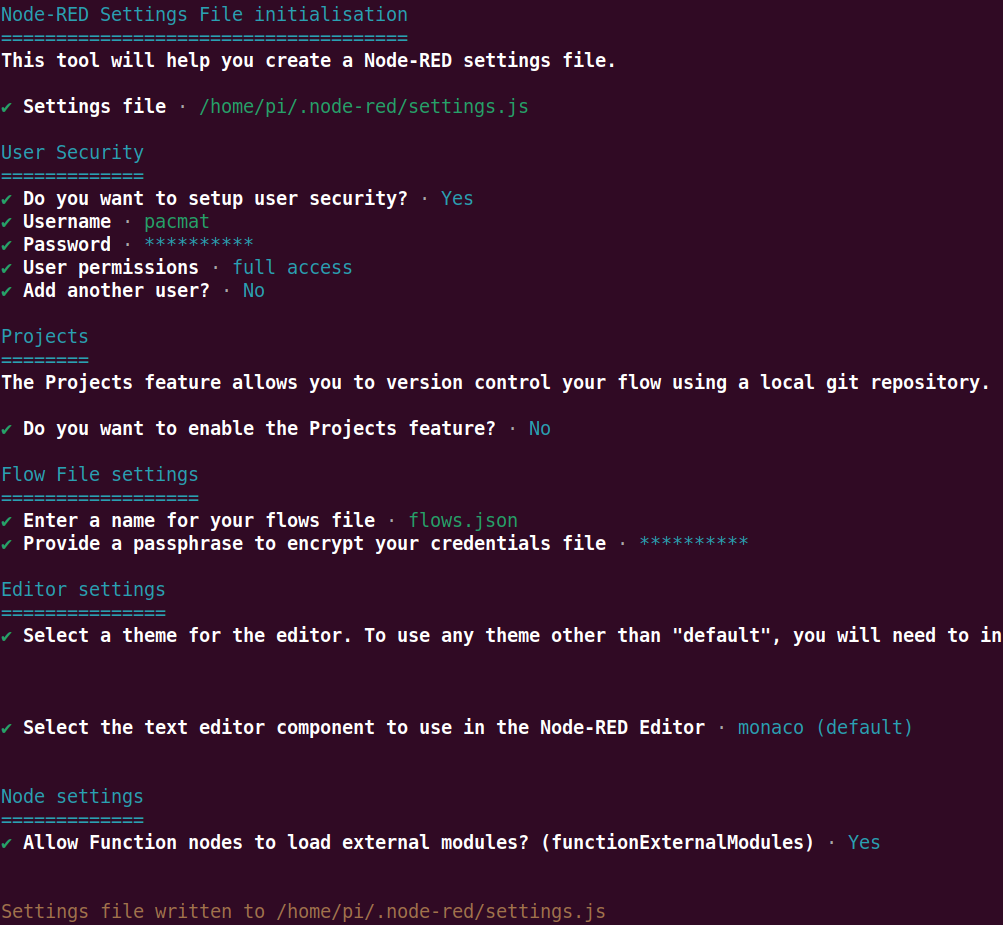 Node-RED Settings File initialisation
=====================================
This tool will help you create a Node-RED settings file.
✔ Settings file · /home/pi/.node-red/settings.js
User Security
=============
✔ Do you want to setup user security? · Yes
✔ Username · pacmat
✔ Password · **********
✔ User permissions · full access
✔ Add another user? · No
Projects
========
The Projects feature allows you to version control your flow using a local git repository.
✔ Do you want to enable the Projects feature? · No
Flow File settings
==================
✔ Enter a name for your flows file · flows.json
✔ Provide a passphrase to encrypt your credentials file · **********
Editor settings
===============
✔ Select a theme for the editor. To use any theme other than "default", you will need to in
✔ Select the text editor component to use in the Node-RED Editor · monaco (default)
Node settings
=============
✔ Allow Function nodes to load external modules? (functionExternalModules) · Yes
Settings file written to /home/pi/.node-red/settings.js